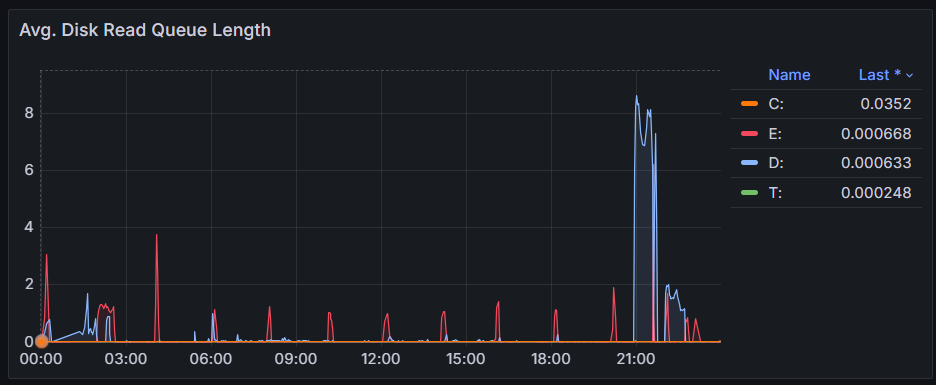 Avg. Disk Read Queue Length
Name Last *
8
C: 0.0352
E: 0.000668
6
D: 0.000633
T: 0.000248
4
2
0
00:00 03:00 06:00 09:00 12:00 15:00 18:00 21:00